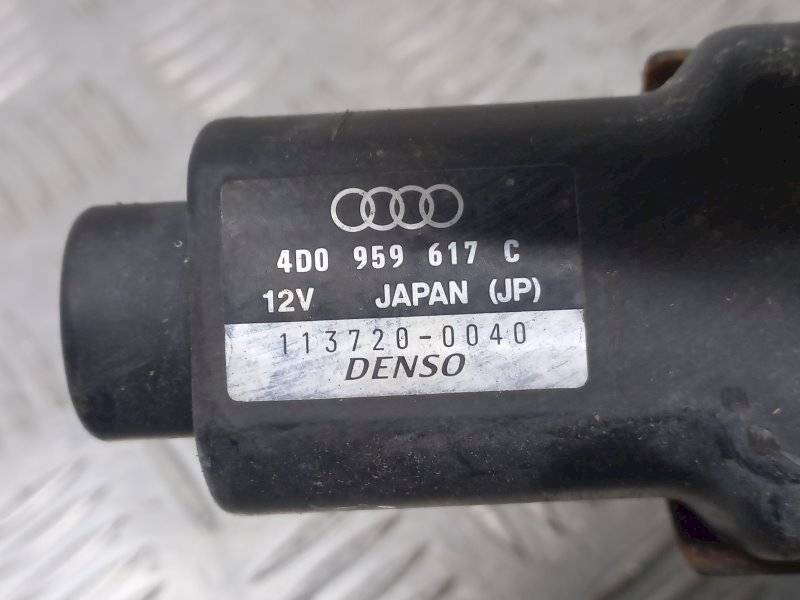 4D0 959 617 C
12V JAPAN (JP)
113720-0040
DENSO